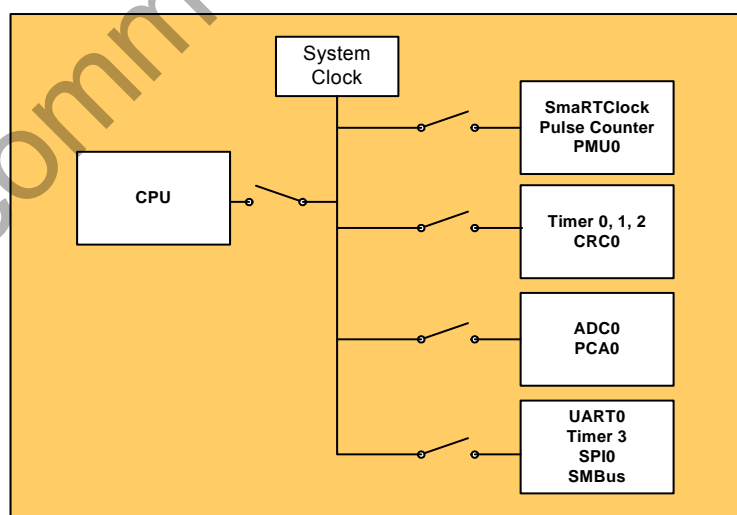 System
Clock
SmaRTClock
Pulse Counter
PMU0
CPU
Timer 0, 1, 2
CRC0
ADC0
PCA0
UART0
Timer 3
SPI0
SMBus